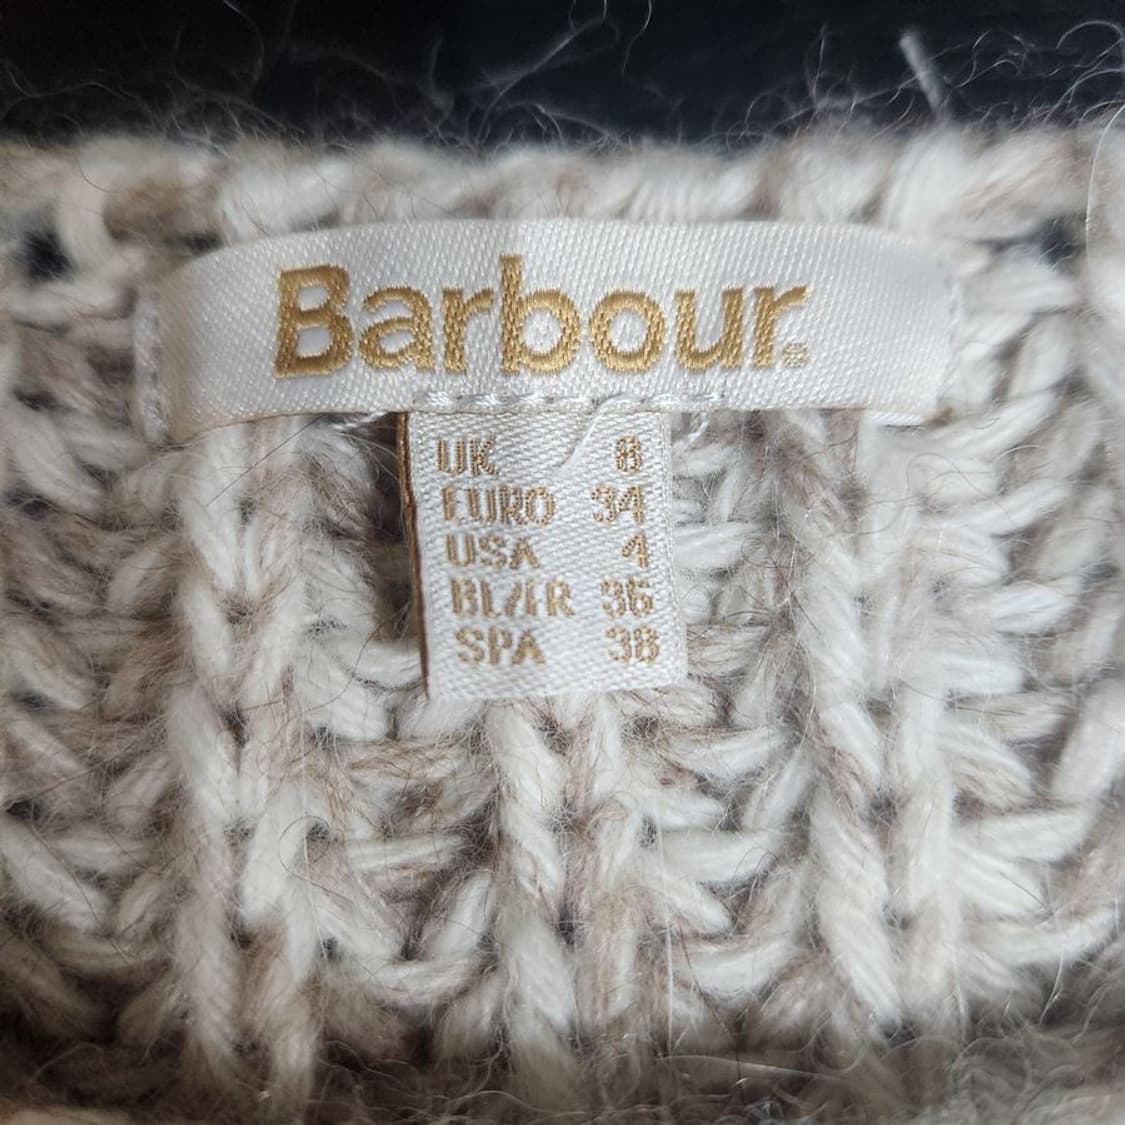 Barbour®
UK 8
EURO 34
USA 4
BL/FR 36
SPA 38